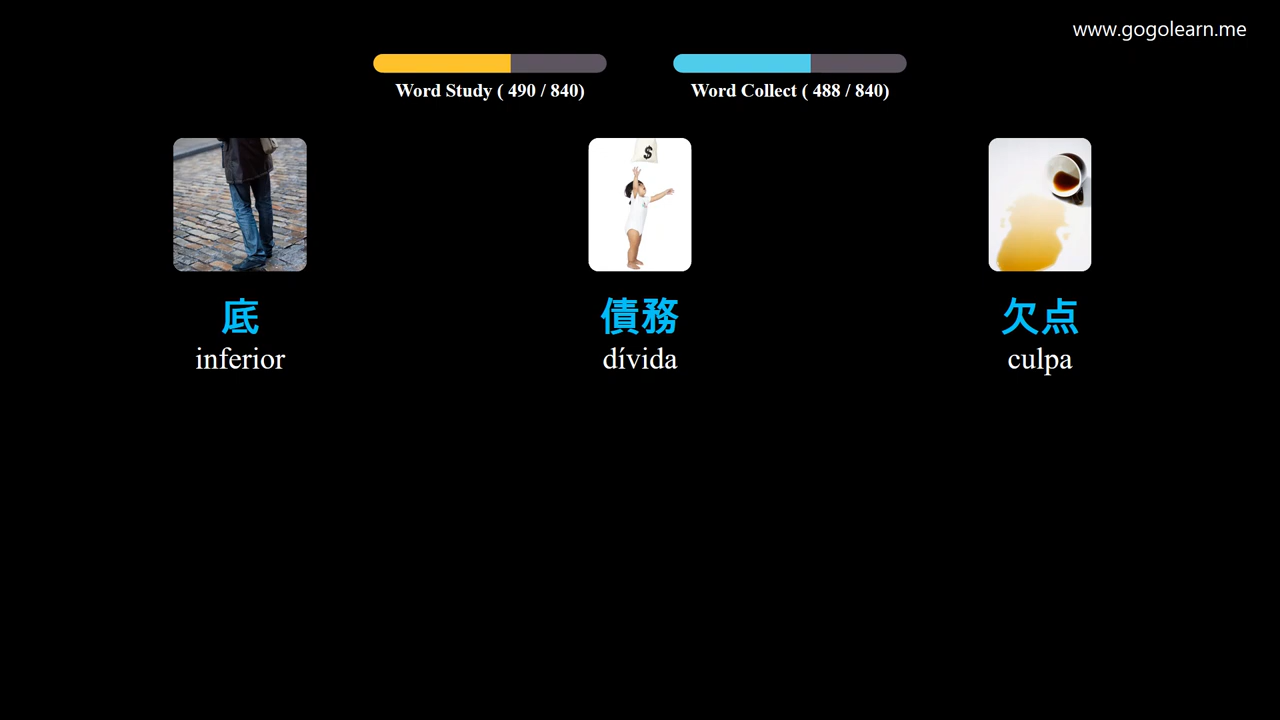 www.gogolearn.me
Word Study ( 490 / 840)
Word Collect ( 488 / 840)
$
底
債務
欠点
inferior
dívida
culpa